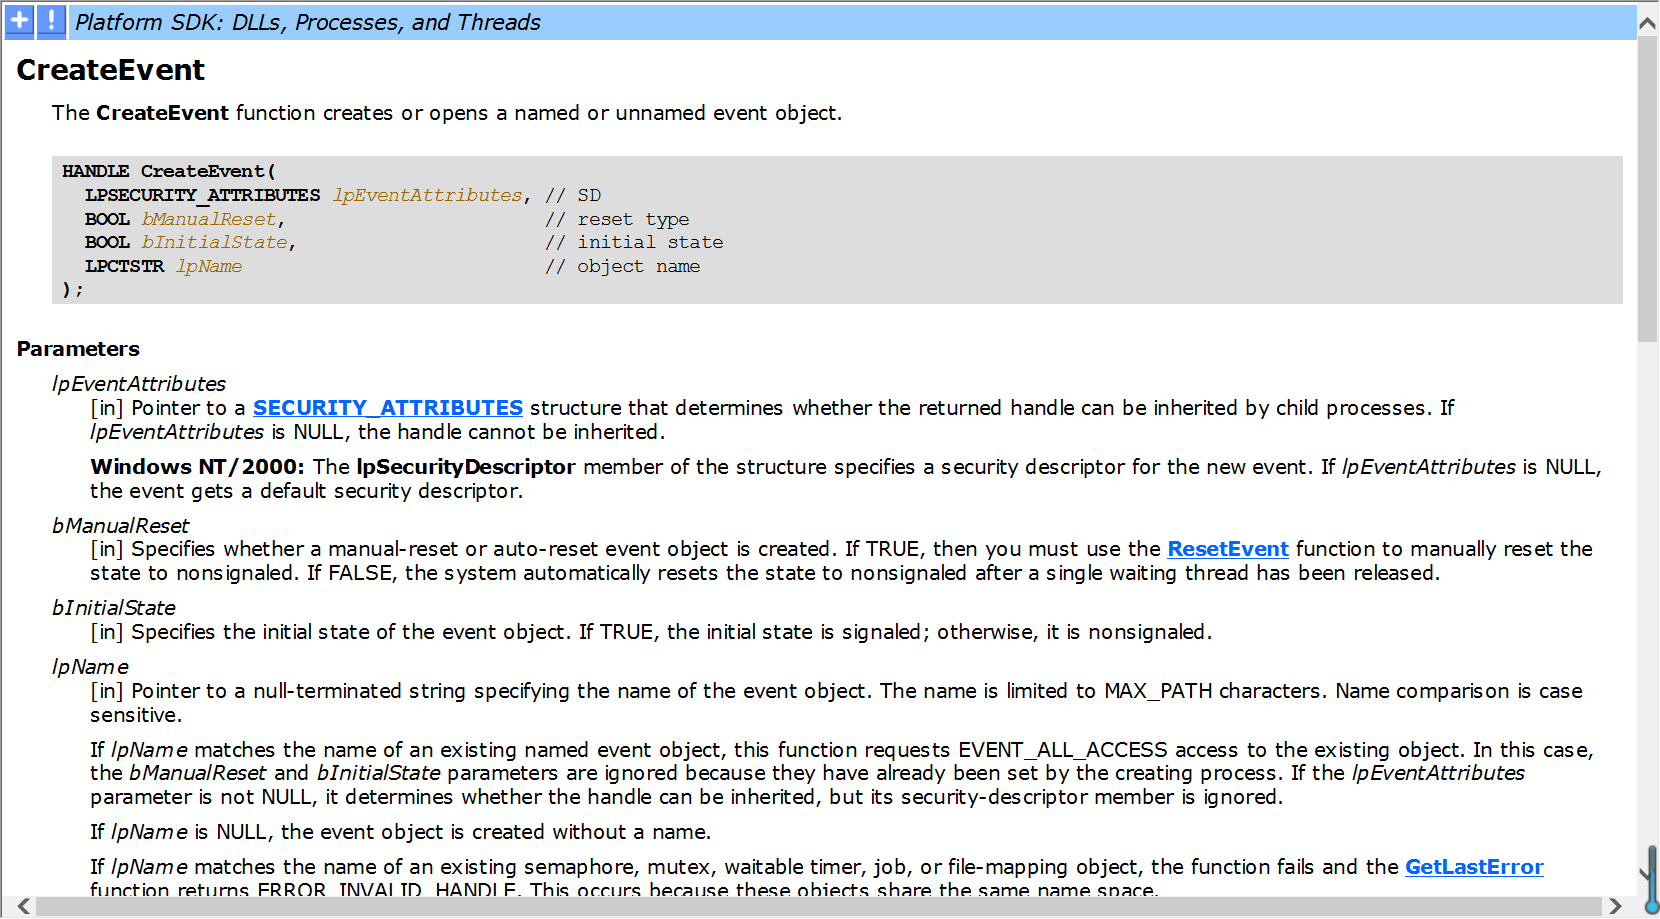 Platform SDK: DLLs, Processes, and Threads
CreateEvent
The CreateEvent function creates or opens a named or unnamed event object.
HANDLE CreateEvent(
  LPSECURITY_ATTRIBUTES lpEventAttributes, // SD
  BOOL bManualReset,                       // reset type
  BOOL bInitialState,                      // initial state
  LPCTSTR lpName                           // object name
);
Parameters
lpEventAttributes
[in] Pointer to a SECURITY_ATTRIBUTES structure that determines whether the returned handle can be inherited by child processes. If
lpEventAttributes is NULL, the handle cannot be inherited.
Windows NT/2000: The lpSecurityDescriptor member of the structure specifies a security descriptor for the new event. If lpEventAttributes is NULL,
the event gets a default security descriptor.
bManualReset
[in] Specifies whether a manual-reset or auto-reset event object is created. If TRUE, then you must use the ResetEvent function to manually reset the
state to nonsignaled. If FALSE, the system automatically resets the state to nonsignaled after a single waiting thread has been released.
bInitialState
[in] Specifies the initial state of the event object. If TRUE, the initial state is signaled; otherwise, it is nonsignaled.
lpName
[in] Pointer to a null-terminated string specifying the name of the event object. The name is limited to MAX_PATH characters. Name comparison is case
sensitive.
If lpName matches the name of an existing named event object, this function requests EVENT_ALL_ACCESS access to the existing object. In this case,
the bManualReset and bInitialState parameters are ignored because they have already been set by the creating process. If the lpEventAttributes
parameter is not NULL, it determines whether the handle can be inherited, but its security-descriptor member is ignored.
If lpName is NULL, the event object is created without a name.
If lpName matches the name of an existing semaphore, mutex, waitable timer, job, or file-mapping object, the function fails and the GetLastError
function returns ERROR_INVALID_HANDLE. This occurs because these objects share the same name space.